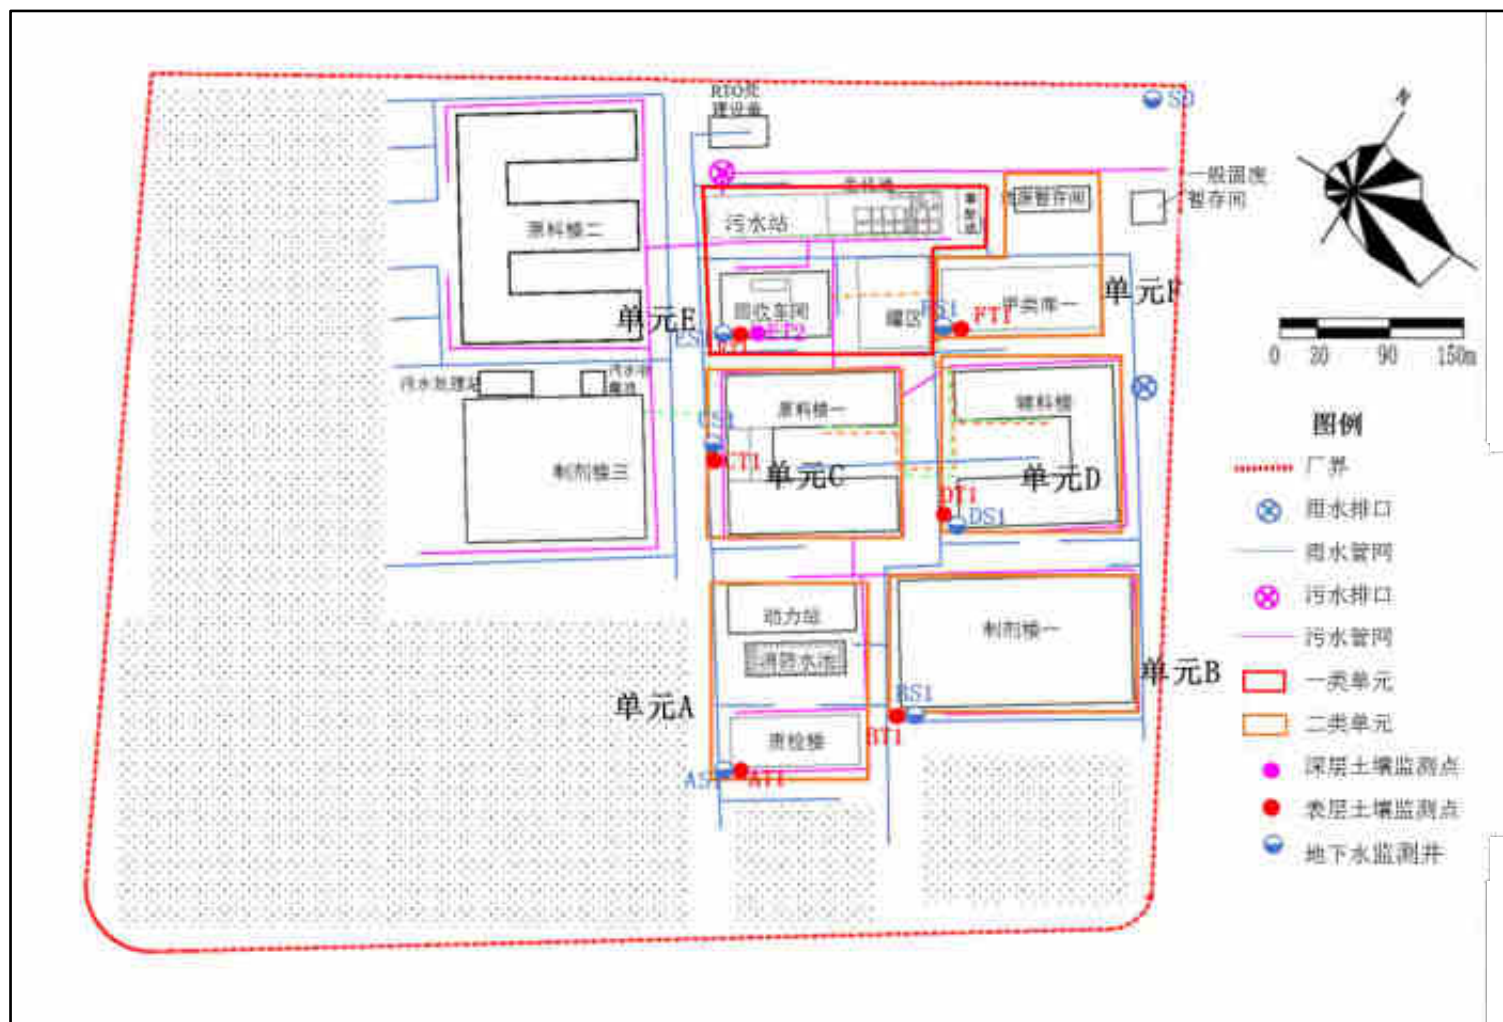 RTO处
理设备
S0
N
一般固废
暂存间
污水站
危废暂存间
原料楼二
单元F
甲类库一
回收车间
罐区
单元E
FS1
FT1
ES1
ET1
ET2
0 30 90 150m
污水处理站
原料楼一
辅料楼
图例
CS1
CT1
单元C
单元D
制剂楼三
厂界
DT1
DS1
雨水排口
雨水管网
污水排口
动力站
制剂楼一
污水管网
消防水池
单元B
一类单元
BS1
单元A
二类单元
BT1
质检楼
深层土壤监测点
AS1
AT1
表层土壤监测点
地下水监测井